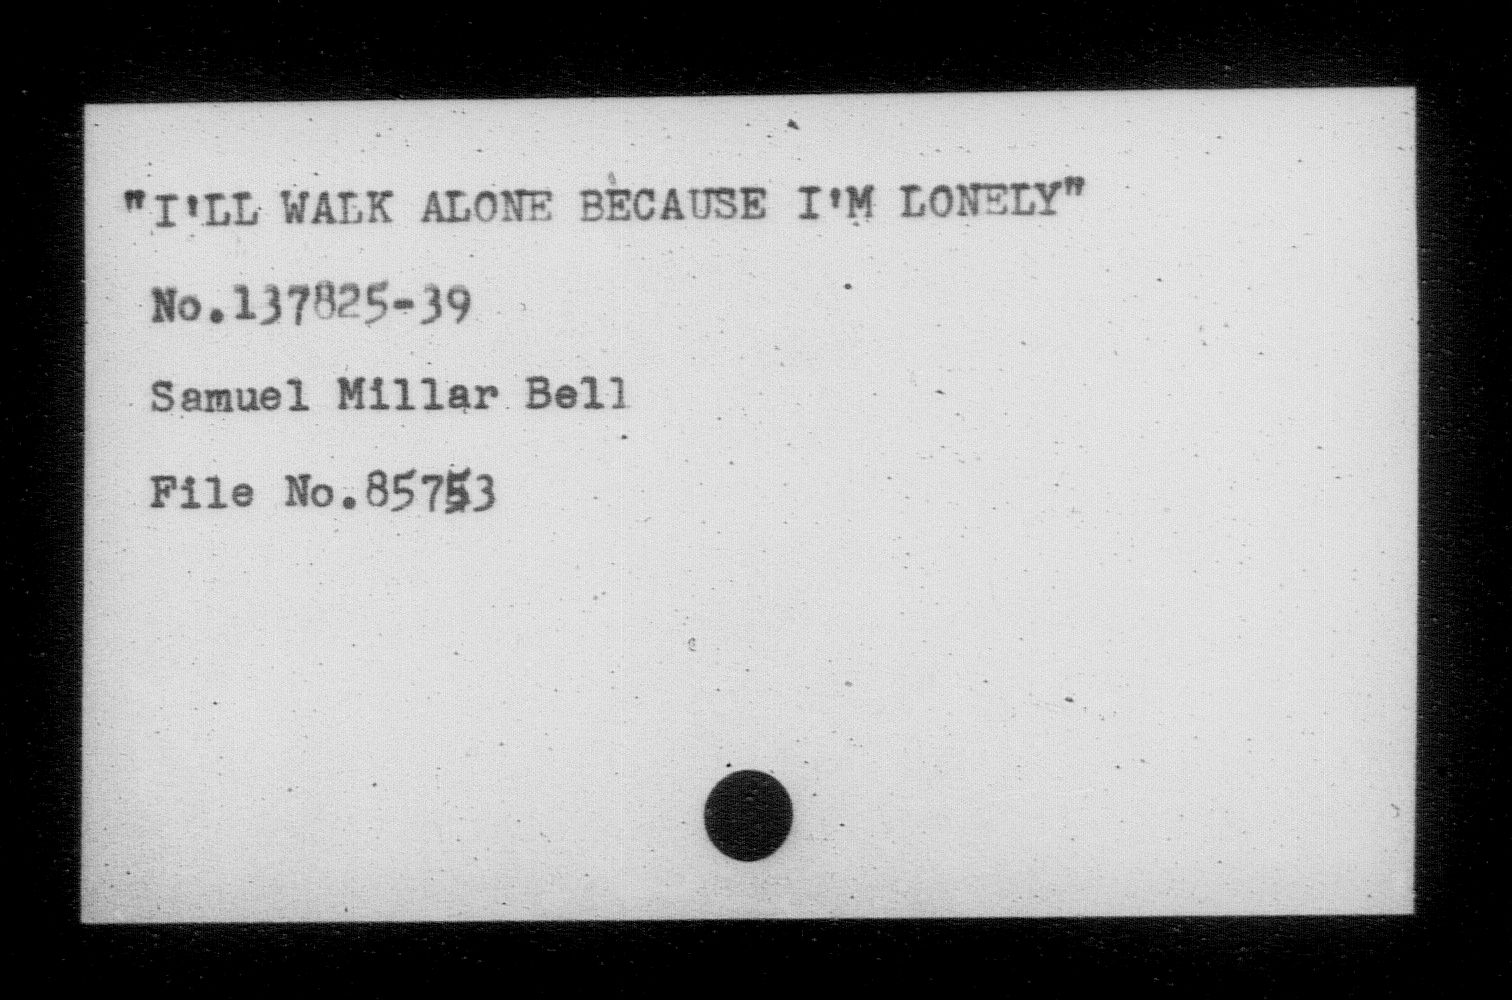 "I'LL WALK ALONE BECAUSE I'M LONELY"
No.137825-39
Samuel Millar Bell
File No.85753